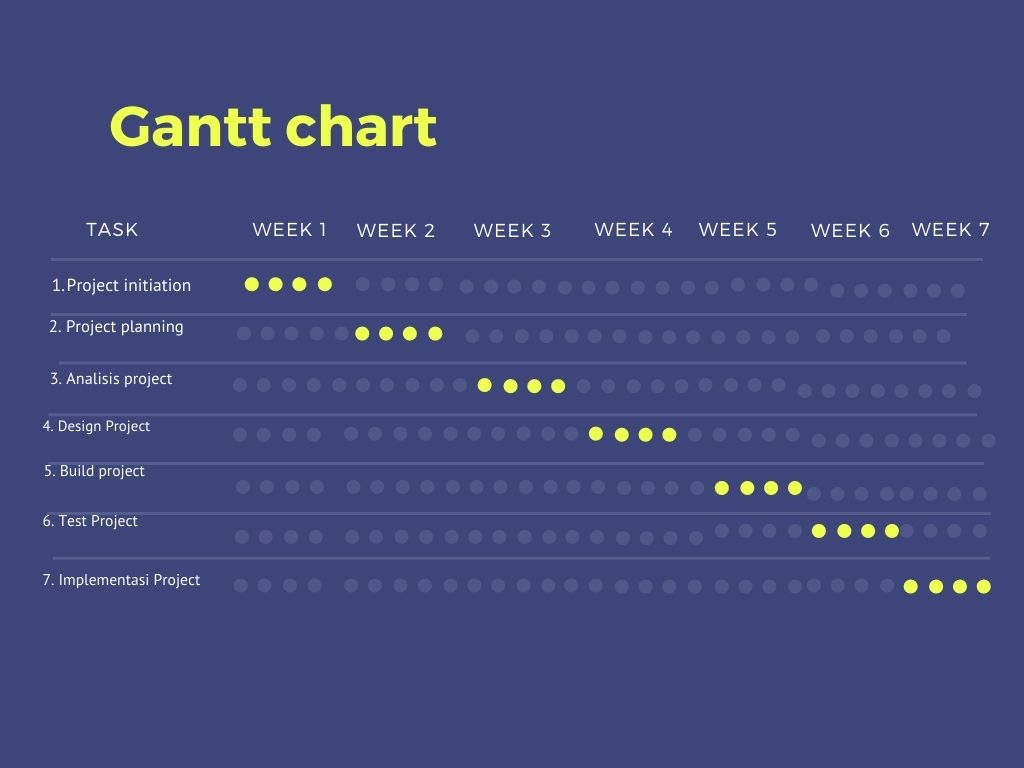 Gantt chart
TASK WEEK 1 WEEK 2 WEEK 3 WEEK 4 WEEK 5 WEEK 6 WEEK 7
1.Project initiation
2. Project planning
3. Analisis project
4. Design Project
5. Build project
6. Test Project
7. Implementasi Project